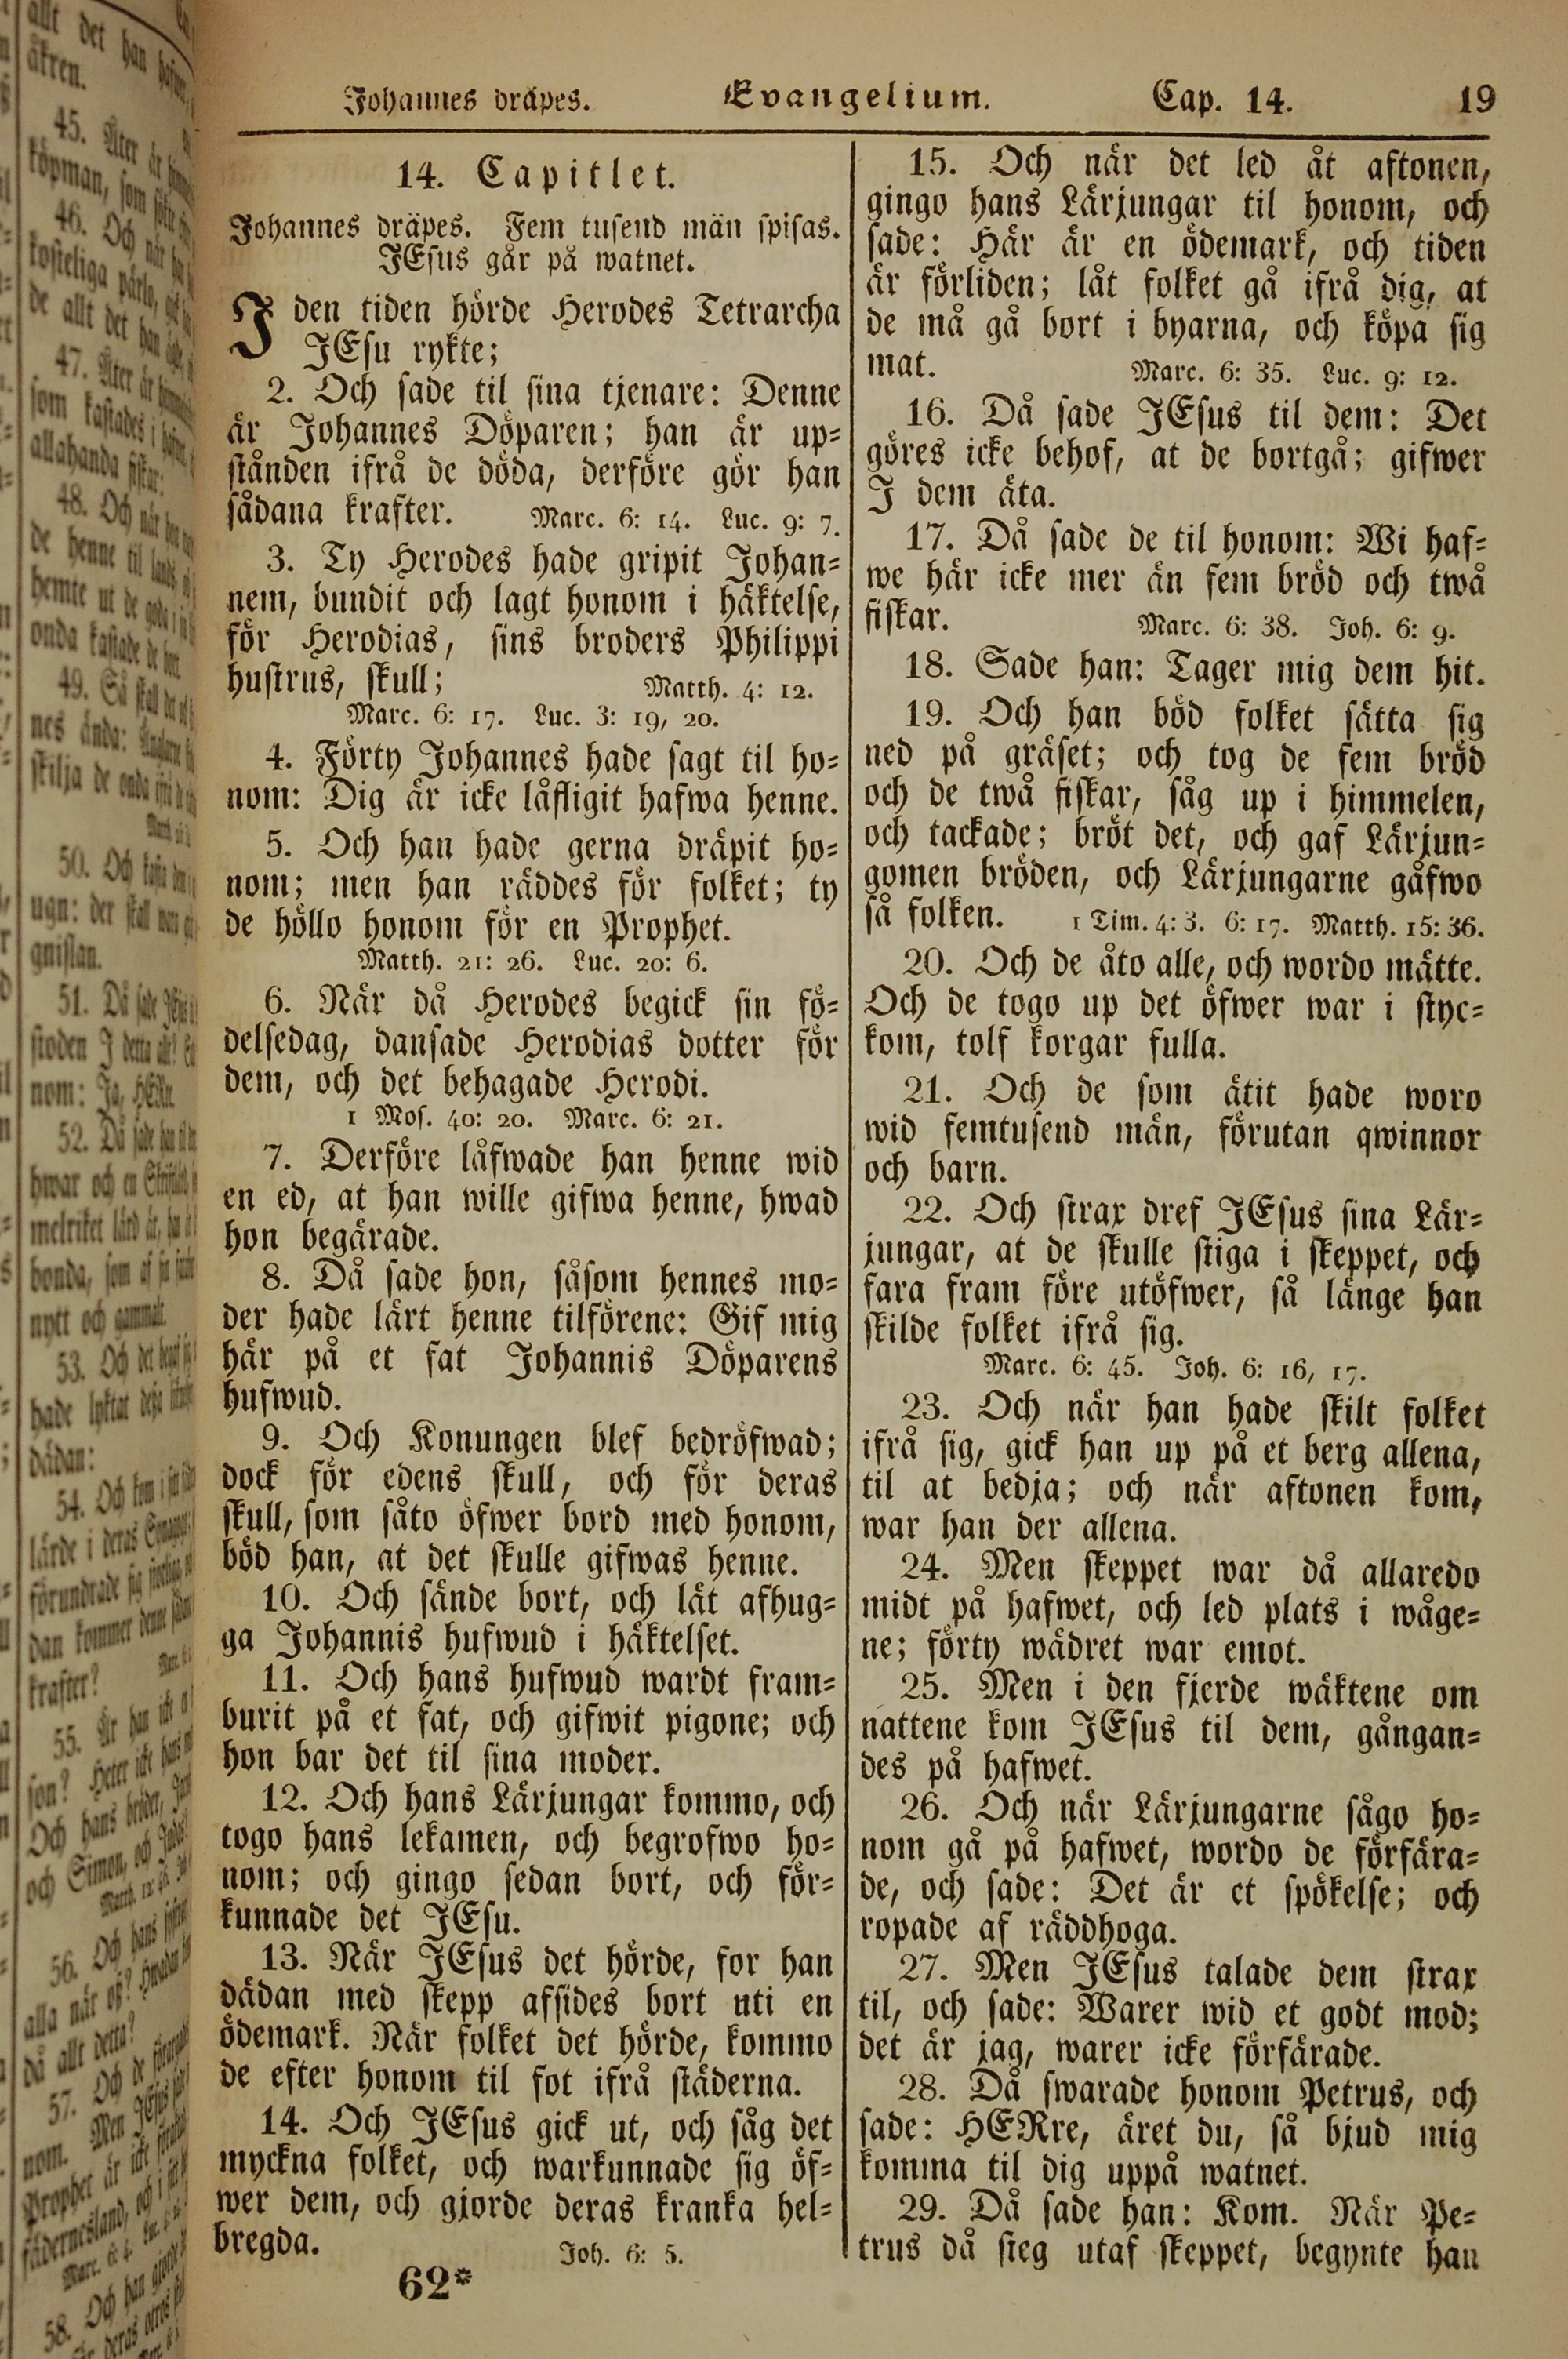 Johannes dräpes. Evangelium. Cap. 14. 19
14. Capitlet.
Johannes dräpes. Fem tusend män spisas.
JEsus går på watnet.
I den tiden hörde Herodes Tetrarcha
JEsu rykte;
2. Och sade til sina tjenare: Denne
är Johannes Döparen; han är up=
stånden ifrå de döda, derföre gör han
sådana krafter. Marc. 6: 14. Luc. 9: 7.
3. Ty Herodes hade gripit Johan=
nem, bundit och lagt honom i häktelse,
för Herodias, sins broders Philippi
hustrus, skull; Matth. 4: 12.
Marc. 6: 17. Luc. 3: 19, 20.
4. Förty Johannes hade sagt til ho=
nom: Dig är icke låfligit hafwa henne.
5. Och han hade gerna dräpit ho=
nom; men han räddes för folket; ty
de höllo honom för en Prophet.
Matth. 21: 26. Luc. 20: 6.
6. När då Herodes begick sin fö=
delsedag, dansade Herodias dotter för
dem, och det behagade Herodi.
1 Mos. 40: 20. Marc. 6: 21.
7. Derföre låfwade han henne wid
en ed, at han wille gifwa henne, hwad
hon begärade.
8. Då sade hon, såsom hennes mo=
der hade lärt henne tilförene: Gif mig
här på et fat Johannis Döparens
hufwud.
9. Och Konungen blef bedröfwad;
dock för edens skull, och för deras
skull, som såto öfwer bord med honom,
böd han, at det skulle gifwas henne.
10. Och sände bort, och lät afhug=
ga Johannis hufwud i häktelset.
11. Och hans hufwud wardt fram=
burit på et fat, och gifwit pigone; och
hon bar det til sina moder.
12. Och hans Lärjungar kommo, och
togo hans lekamen, och begrofwo ho=
nom; och gingo sedan bort, och för=
kunnade det JEsu.
13. När JEsus det hörde, for han
dädan med skepp afsides bort uti en
ödemark. När folket det hörde, kommo
de efter honom til fot ifrå städerna.
14. Och JEsus gick ut, och såg det
myckna folket, och warkunnade sig öf=
wer dem, och gjorde deras kranka hel=
bregda. Joh. 6: 5.
62*
15. Och när det led åt aftonen,
gingo hans Lärjungar til honom, och
sade: Här är en ödemark, och tiden
är förliden; låt folket gå ifrå dig, at
de må gå bort i byarna, och köpa sig
mat. Marc. 6: 35. Luc. 9: 12.
16. Då sade JEsus til dem: Det
göres icke behof, at de bortgå; gifwer
I dem äta.
17. Då sade de til honom: Wi haf=
we här icke mer än fem bröd och twå
fiskar. Marc. 6: 38. Joh. 6: 9.
18. Sade han: Tager mig dem hit.
19. Och han böd folket sätta sig
ned på gräset; och tog de fem bröd
och de twå fiskar, såg up i himmelen,
och tackade; bröt det, och gaf Lärjun=
gomen bröden, och Lärjungarne gåfwo
så folken. 1 Tim. 4: 3. 6: 17. Matth. 15: 36.
20. Och de åto alle, och wordo mätte.
Och de togo up det öfwer war i styc=
kom, tolf korgar fulla.
21. Och de som ätit hade woro
wid femtusend män, förutan qwinnor
och barn.
22. Och strax dref JEsus sina Lär=
jungar, at de skulle stiga i skeppet, och
fara fram före utöfwer, så länge han
skilde folket ifrå sig.
Marc. 6: 45. Joh. 6: 16, 17.
23. Och när han hade skilt folket
ifrå sig, gick han up på et berg allena,
til at bedja; och när aftonen kom,
war han der allena.
24. Men skeppet war då allaredo
midt på hafwet, och led plats i wåge=
ne; förty wädret war emot.
25. Men i den fjerde wäktene om
nattene kom JEsus til dem, gångan=
des på hafwet.
26. Och när Lärjungarne sågo ho=
nom gå på hafwet, wordo de förfära=
de, och sade: Det är et spökelse; och
ropade af räddhoga.
27. Men JEsus talade dem strax
til, och sade: Warer wid et godt mod;
det är jag, warer icke förfärade.
28. Då swarade honom Petrus, och
sade: HERre, äret du, så bjud mig
komma til dig uppå watnet.
29. Då sade han: Kom. När Pe=
trus då steg utaf skeppet, begynte han